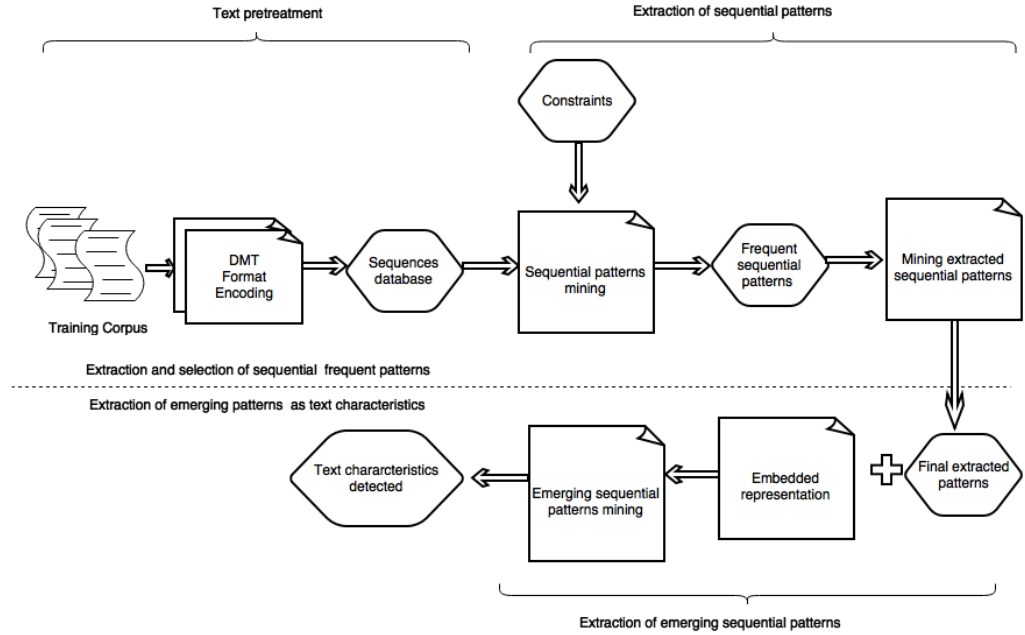 Text pretreatment
Extraction of sequential patterns
Constraints
DMT
Format
Encoding
Sequences
database
Sequential patterns
mining
Frequent
sequential
patterns
Mining extracted
sequential patterns
Training Corpus
Extraction and selection of sequential frequent patterns
Extraction of emerging patterns as text characteristics
Text chararcteristics
detected
Emerging sequential
patterns mining
Embedded
representation
Final extracted
patterns
Extraction of emerging sequential patterns